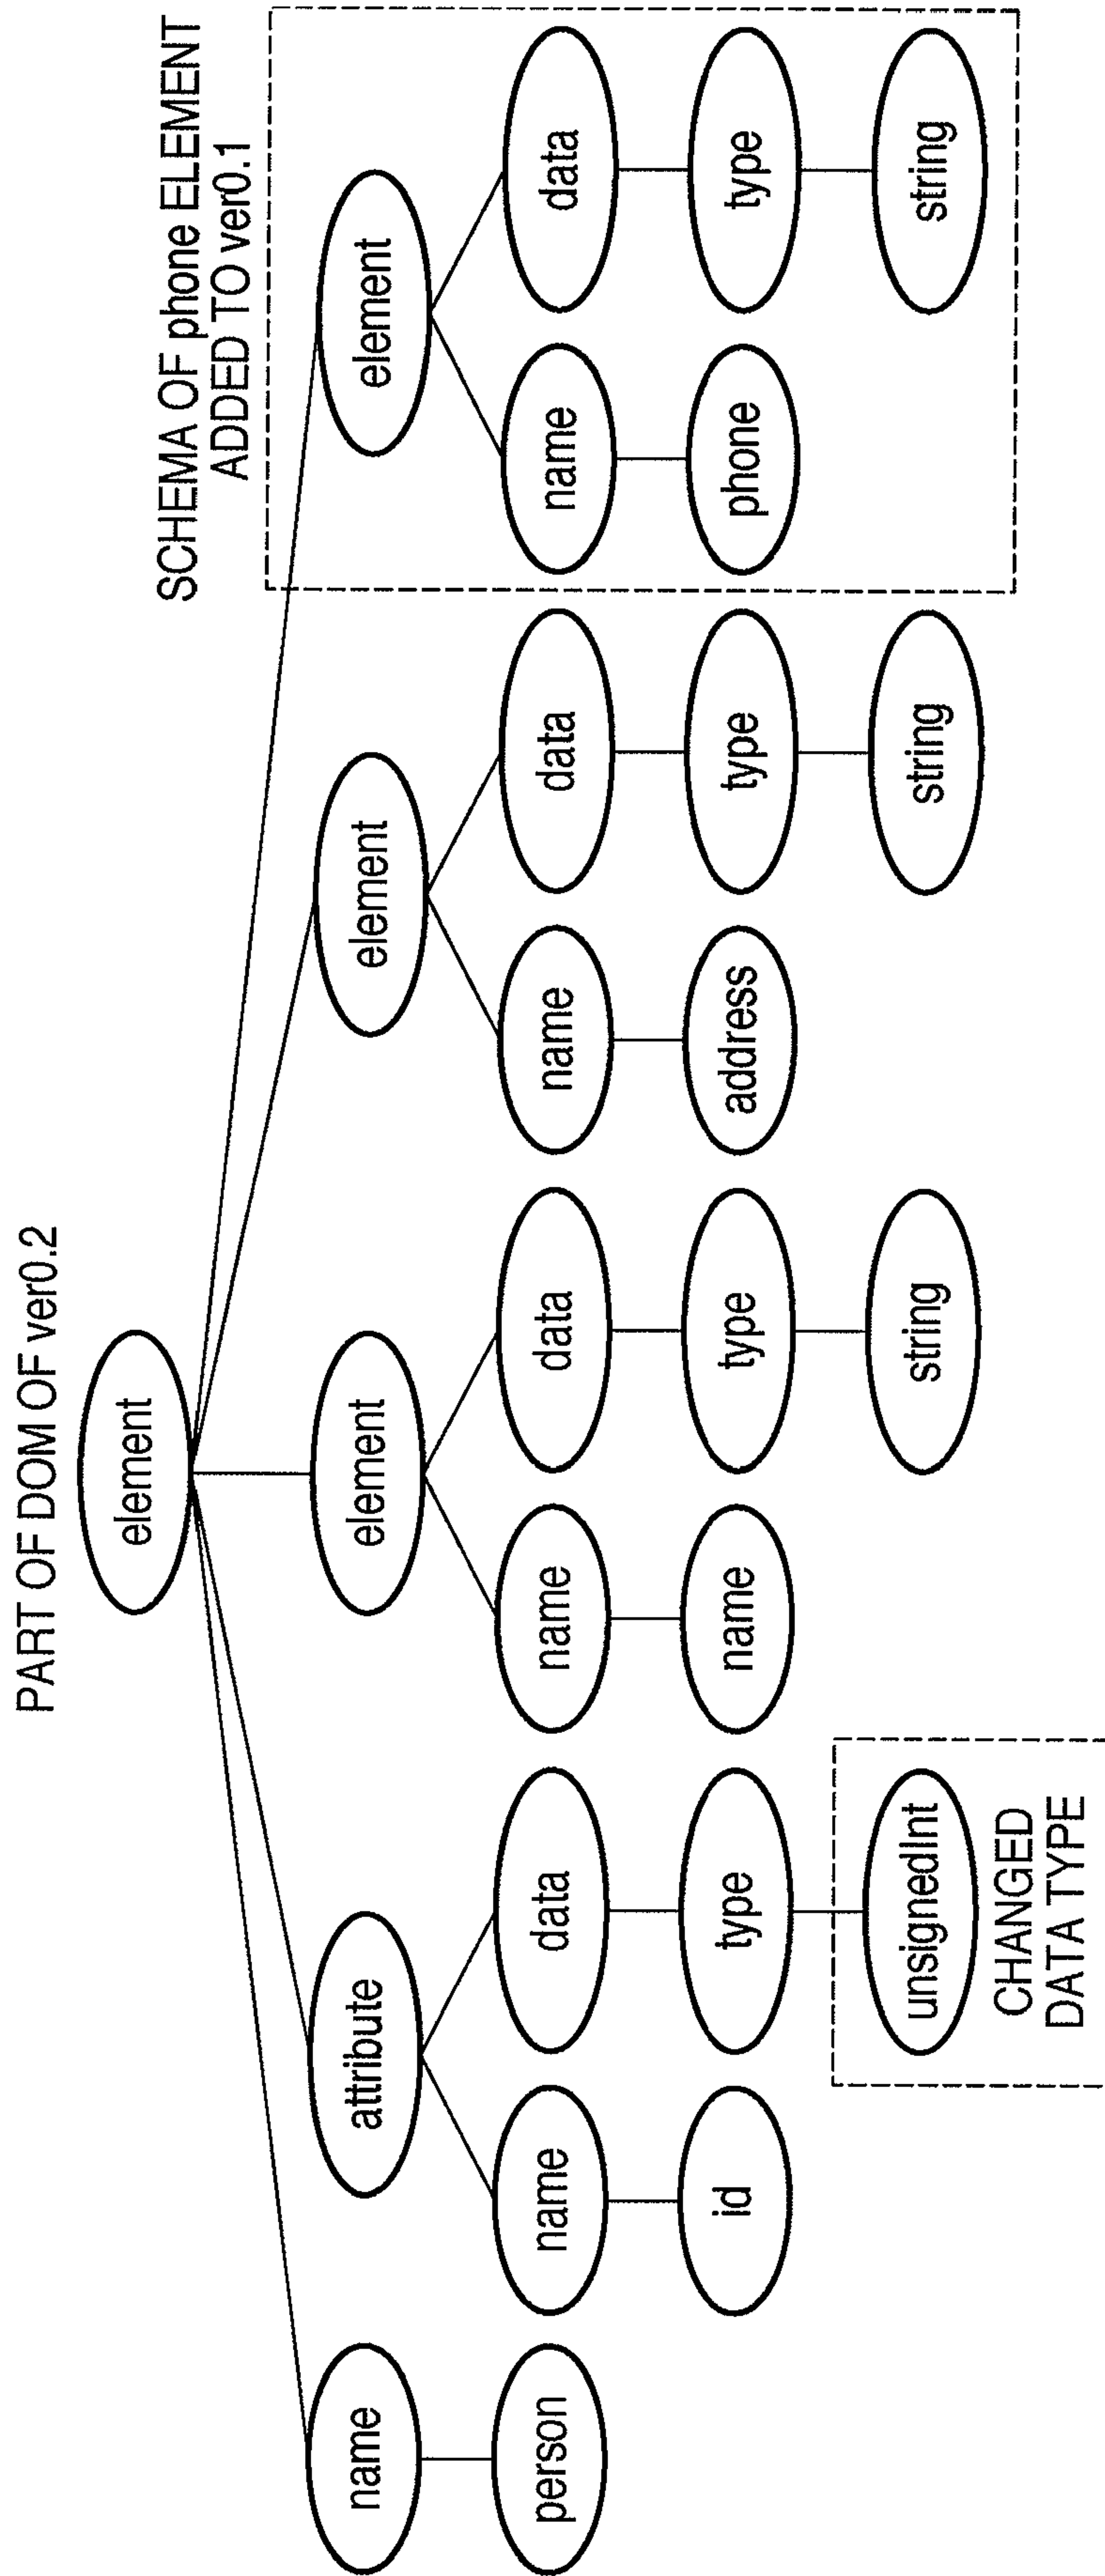 PART OF DOM OF ver0.2
element
SCHEMA OF phone ELEMENT
ADDED TO ver0.1
name
attribute
element
element
element
person
name
data
name
data
name
data
name
data
id
type
name
type
address
type
phone
type
unsignedInt
string
string
string
CHANGED
DATA TYPE